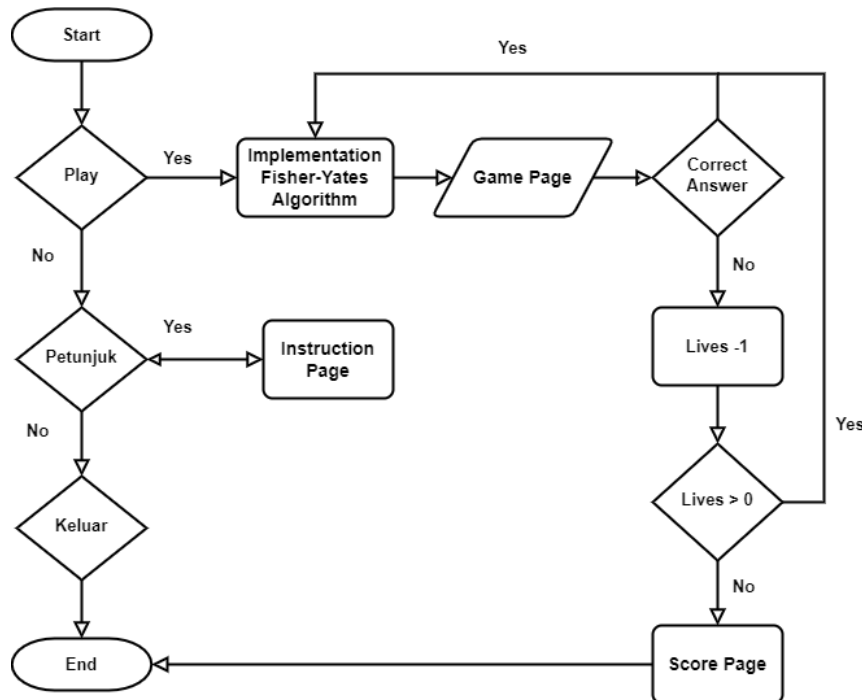 Start
Yes
Play
Yes
Implementation
Fisher-Yates
Algorithm
Game Page
Correct
Answer
No
No
Petunjuk
Yes
Instruction
Page
Lives -1
No
Yes
Keluar
Lives > 0
No
End
Score Page